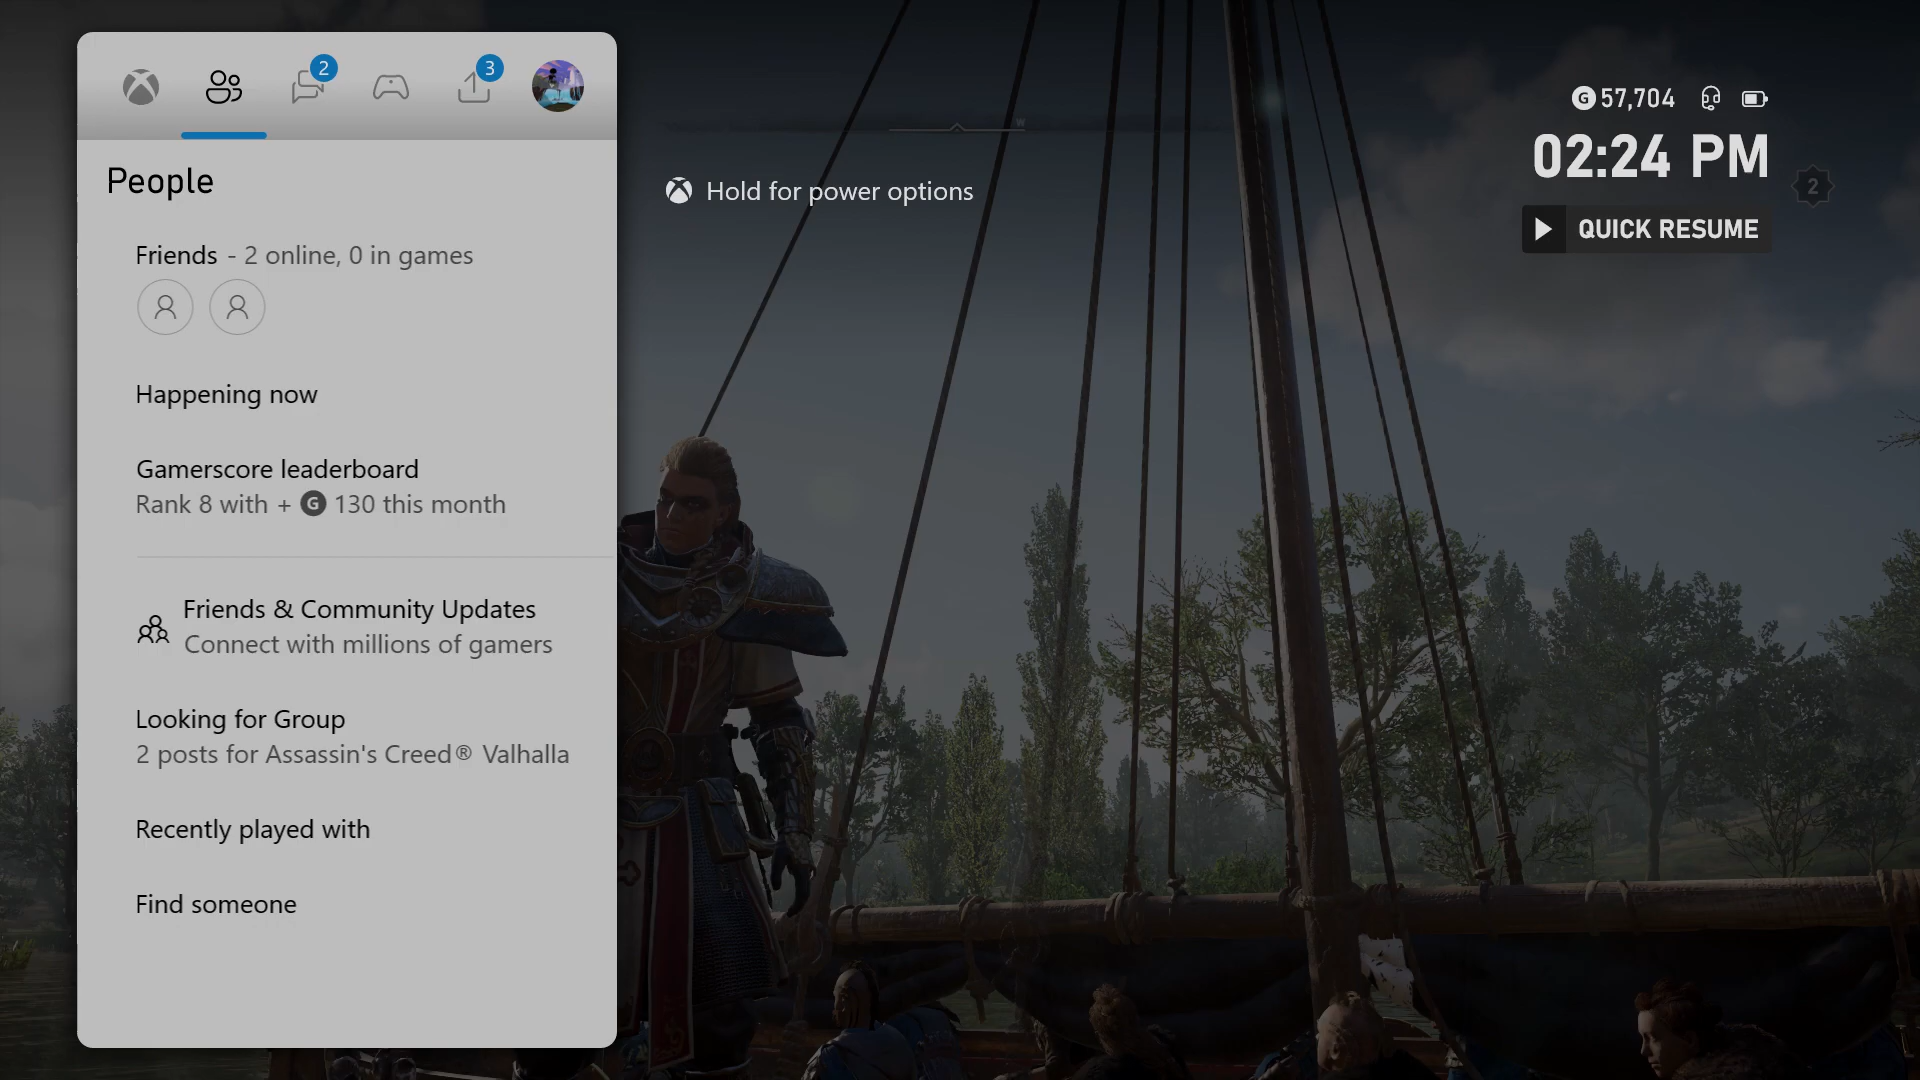 2
3
People
Friends - 2 online, 0 in games
Happening now
Gamerscore leaderboard
Rank 8 with + G 130 this month
Friends & Community Updates
Connect with millions of gamers
Looking for Group
2 posts for Assassin's Creed® Valhalla
Recently played with
Find someone
W
Hold for power options
G 57,704
02:24 PM
2
QUICK RESUME